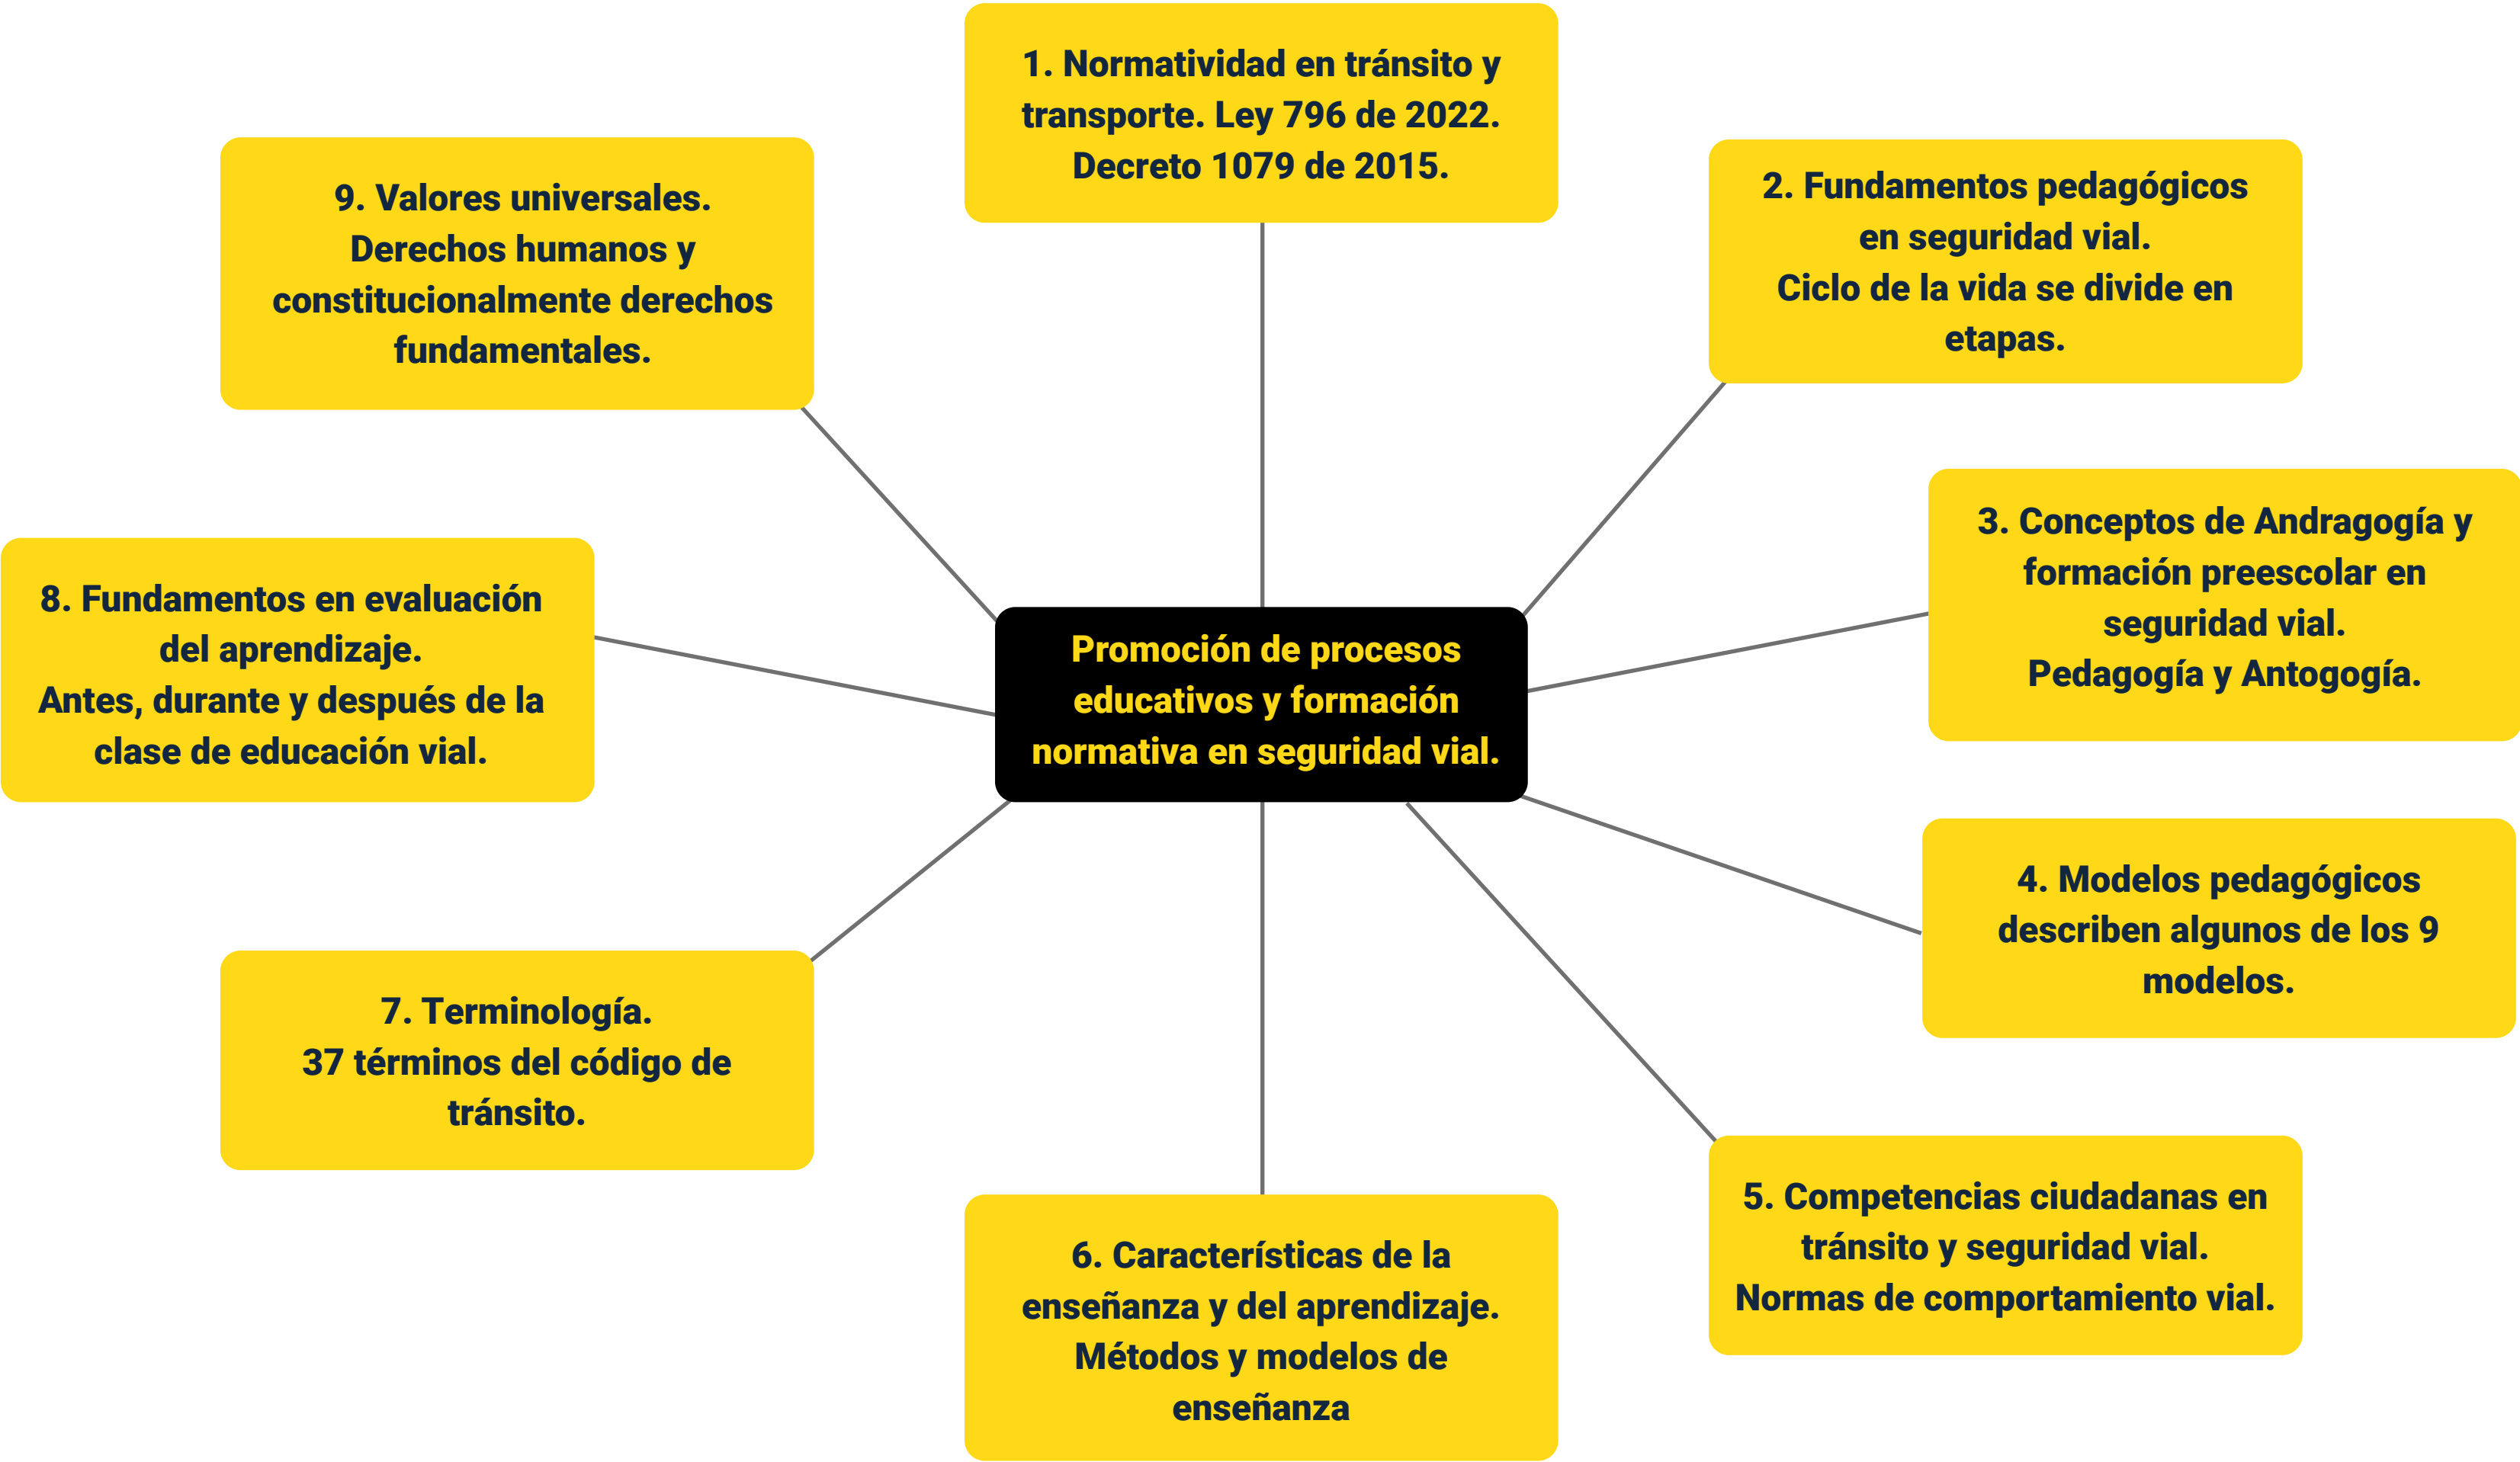 1. Normatividad en tránsito y
transporte. Ley 796 de 2022.
Decreto 1079 de 2015.
2. Fundamentos pedagógicos
en seguridad vial.
Ciclo de la vida se divide en
etapas.
3. Conceptos de Andragogía y
formación preescolar en
seguridad vial.
Pedagogía y Antogogía.
4. Modelos pedagógicos
describen algunos de los 9
modelos.
5. Competencias ciudadanas en
tránsito y seguridad vial.
Normas de comportamiento vial.
6. Características de la
enseñanza y del aprendizaje.
Métodos y modelos de
enseñanza
7. Terminología.
37 términos del código de
tránsito.
8. Fundamentos en evaluación
del aprendizaje.
Antes, durante y después de la
clase de educación vial.
9. Valores universales.
Derechos humanos y
constitucionalmente derechos
fundamentales.
Promoción de procesos
educativos y formación
normativa en seguridad vial.